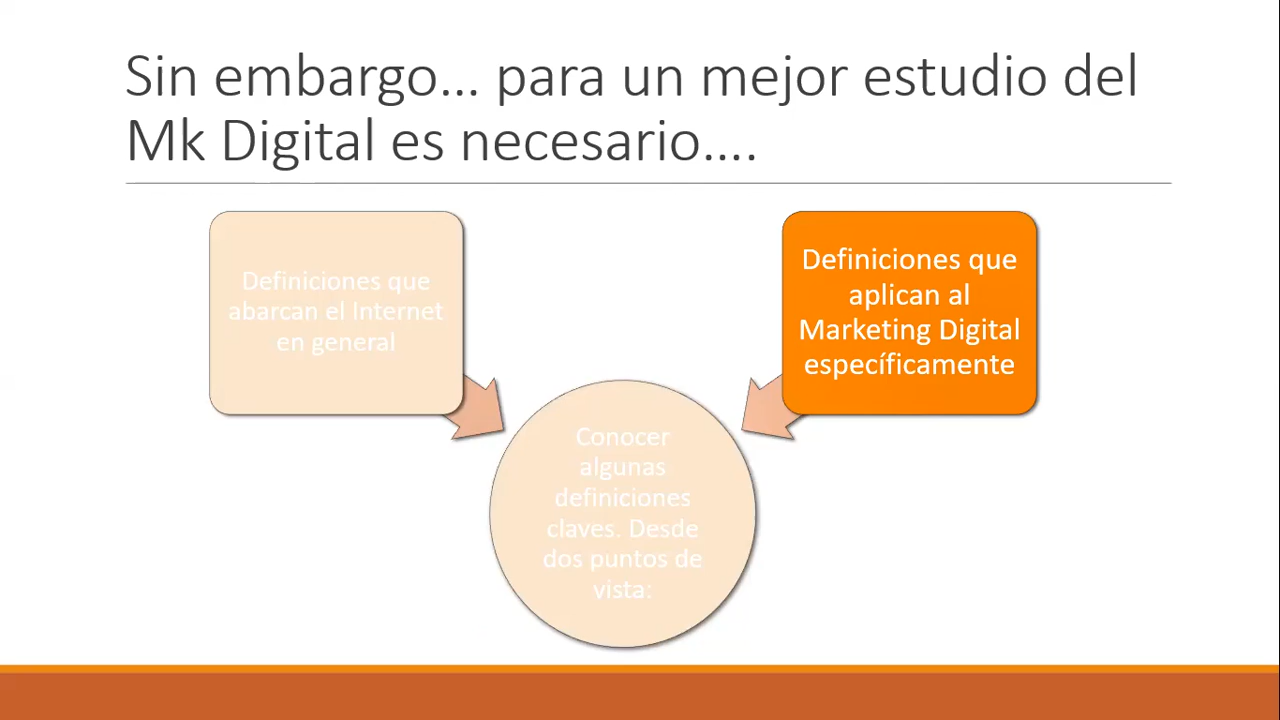 Sin embargo… para un mejor estudio del
Mk Digital es necesario….
Definiciones que
abarcan el Internet
en general
Definiciones que
aplican al
Marketing Digital
específicamente
Conocer
algunas
definiciones
claves. Desde
dos puntos de
vista: